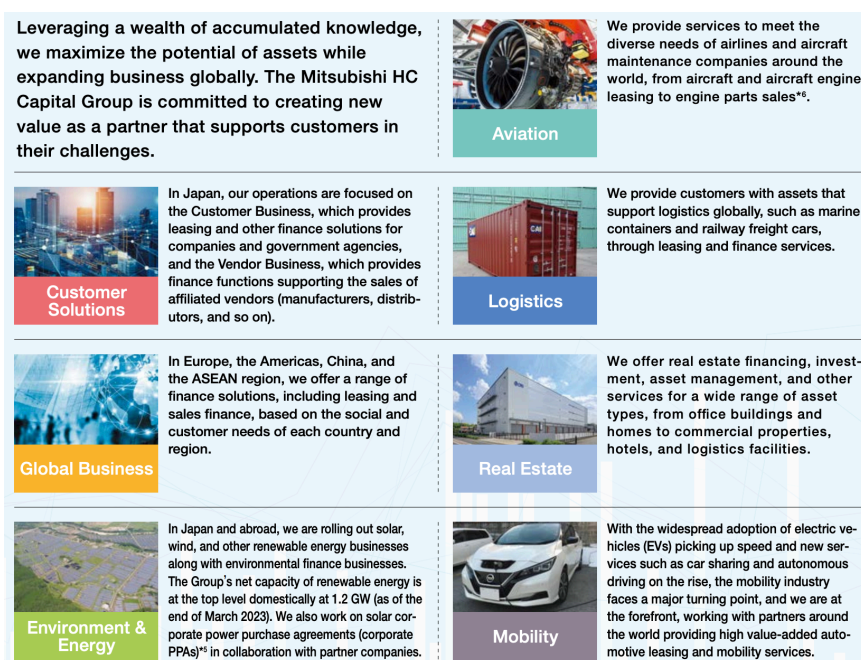 Leveraging a wealth of accumulated knowledge,
we maximize the potential of assets while
expanding business globally. The Mitsubishi HC
Capital Group is committed to creating new
value as a partner that supports customers in
their challenges.
Aviation
We provide services to meet the
diverse needs of airlines and aircraft
maintenance companies around the
world, from aircraft and aircraft engine
leasing to engine parts sales*6.
Customer
Solutions
In Japan, our operations are focused on
the Customer Business, which provides
leasing and other finance solutions for
companies and government agencies,
and the Vendor Business, which provides
finance functions supporting the sales of
affiliated vendors (manufacturers, distrib-
utors, and so on).
CAI
Logistics
We provide customers with assets that
support logistics globally, such as marine
containers and railway freight cars,
through leasing and finance services.
Global Business
In Europe, the Americas, China, and
the ASEAN region, we offer a range of
finance solutions, including leasing and
sales finance, based on the social and
customer needs of each country and
region.
Real Estate
We offer real estate financing, invest-
ment, asset management, and other
services for a wide range of asset
types, from office buildings and
homes to commercial properties,
hotels, and logistics facilities.
Environment &
Energy
In Japan and abroad, we are rolling out solar,
wind, and other renewable energy businesses
along with environmental finance businesses.
The Group's net capacity of renewable energy is
at the top level domestically at 1.2 GW (as of the
end of March 2023). We also work on solar cor-
porate power purchase agreements (corporate
PPAs)*5 in collaboration with partner companies.
Mobility
With the widespread adoption of electric ve-
hicles (EVs) picking up speed and new ser-
vices such as car sharing and autonomous
driving on the rise, the mobility industry
faces a major turning point, and we are at
the forefront, working with partners around
the world providing high value-added auto-
motive leasing and mobility services.